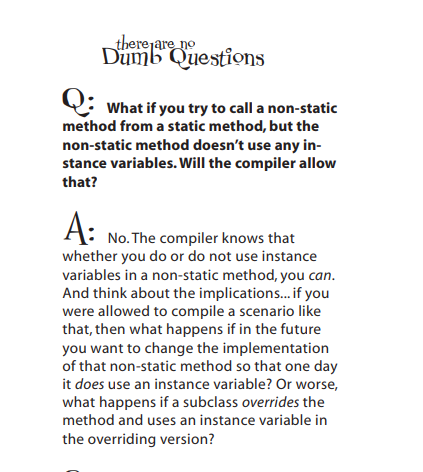 there are no
Dumb Questions
Q: What if you try to call a non-static
method from a static method, but the
non-static method doesn't use any in-
stance variables. Will the compiler allow
that?
A: No. The compiler knows that
whether you do or do not use instance
variables in a non-static method, you can.
And think about the implications... if you
were allowed to compile a scenario like
that, then what happens if in the future
you want to change the implementation
of that non-static method so that one day
it does use an instance variable? Or worse,
what happens if a subclass overrides the
method and uses an instance variable in
the overriding version?